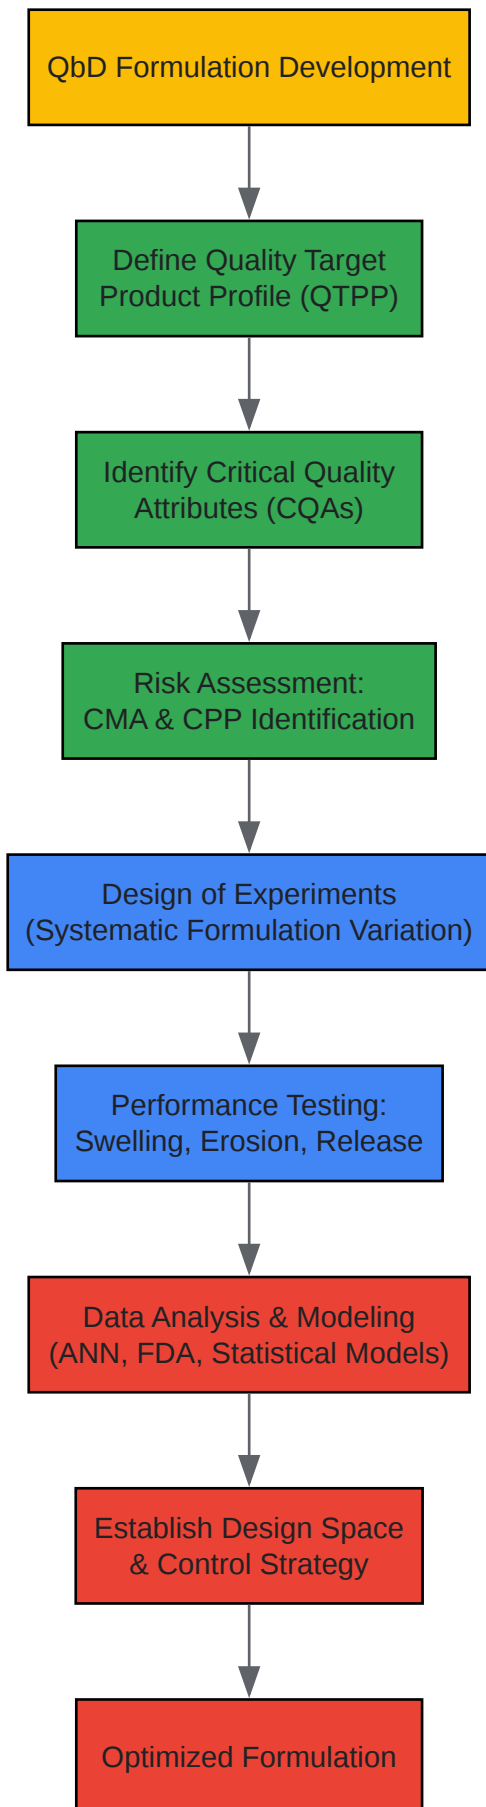 QbD Formulation Development
Define Quality Target
Product Profile (QTPP)
Identify Critical Quality
Attributes (CQAs)
Risk Assessment:
CMA & CPP Identification
Design of Experiments
(Systematic Formulation Variation)
Performance Testing:
Swelling, Erosion, Release
Data Analysis & Modeling
(ANN, FDA, Statistical Models)
Establish Design Space
& Control Strategy
Optimized Formulation